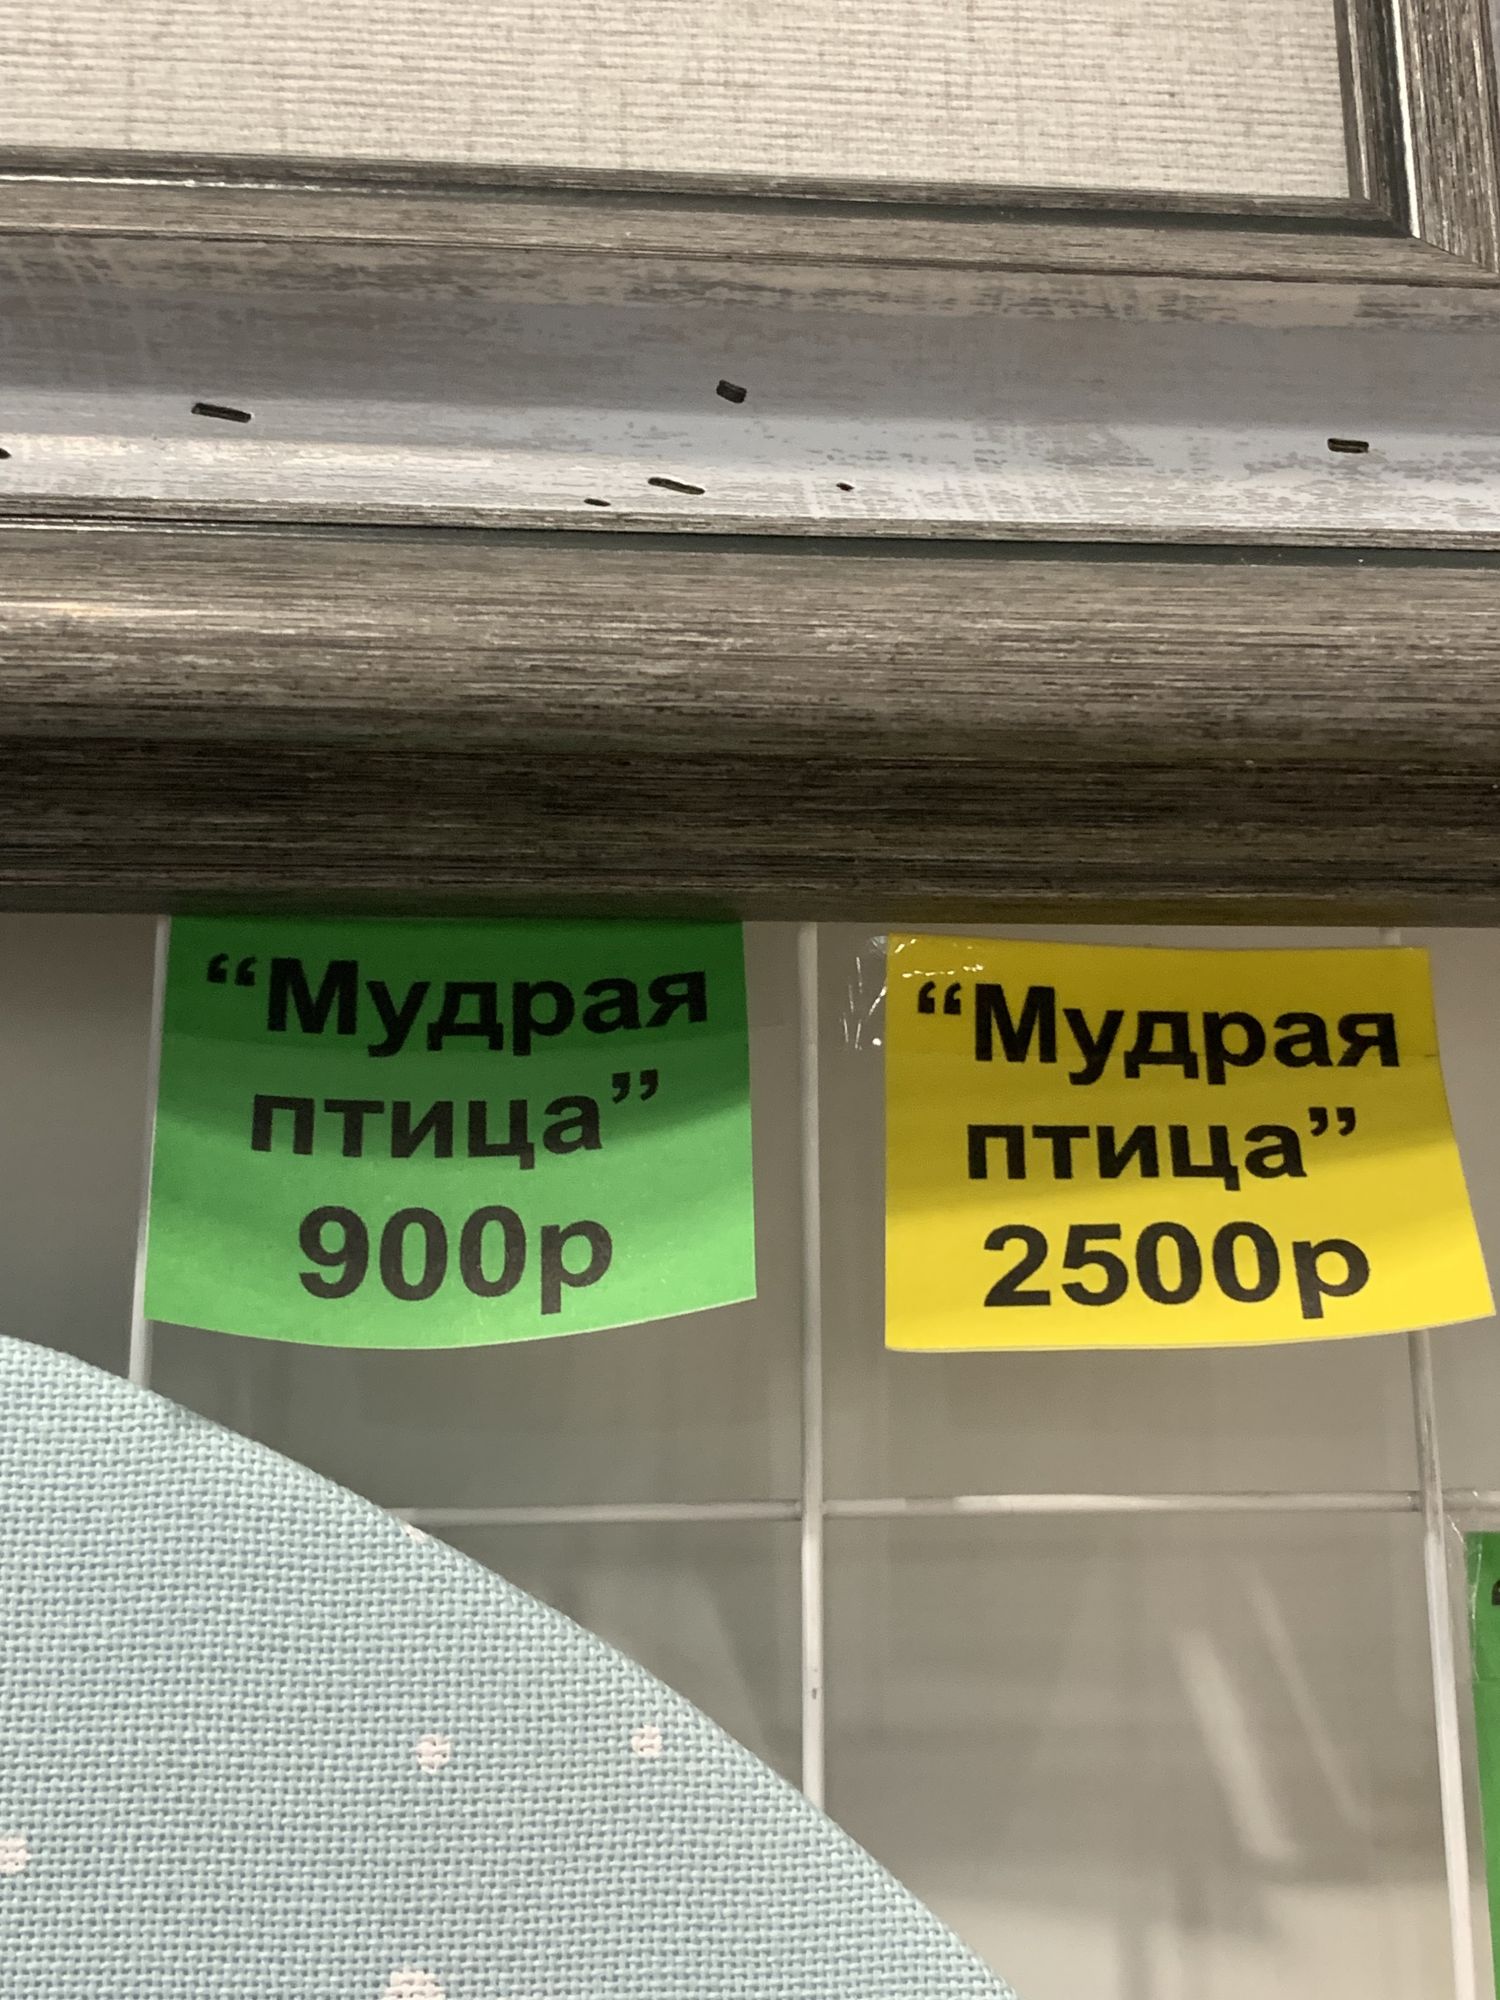 “Мудрая
птица”
900р
“Мудрая
птица”
2500р